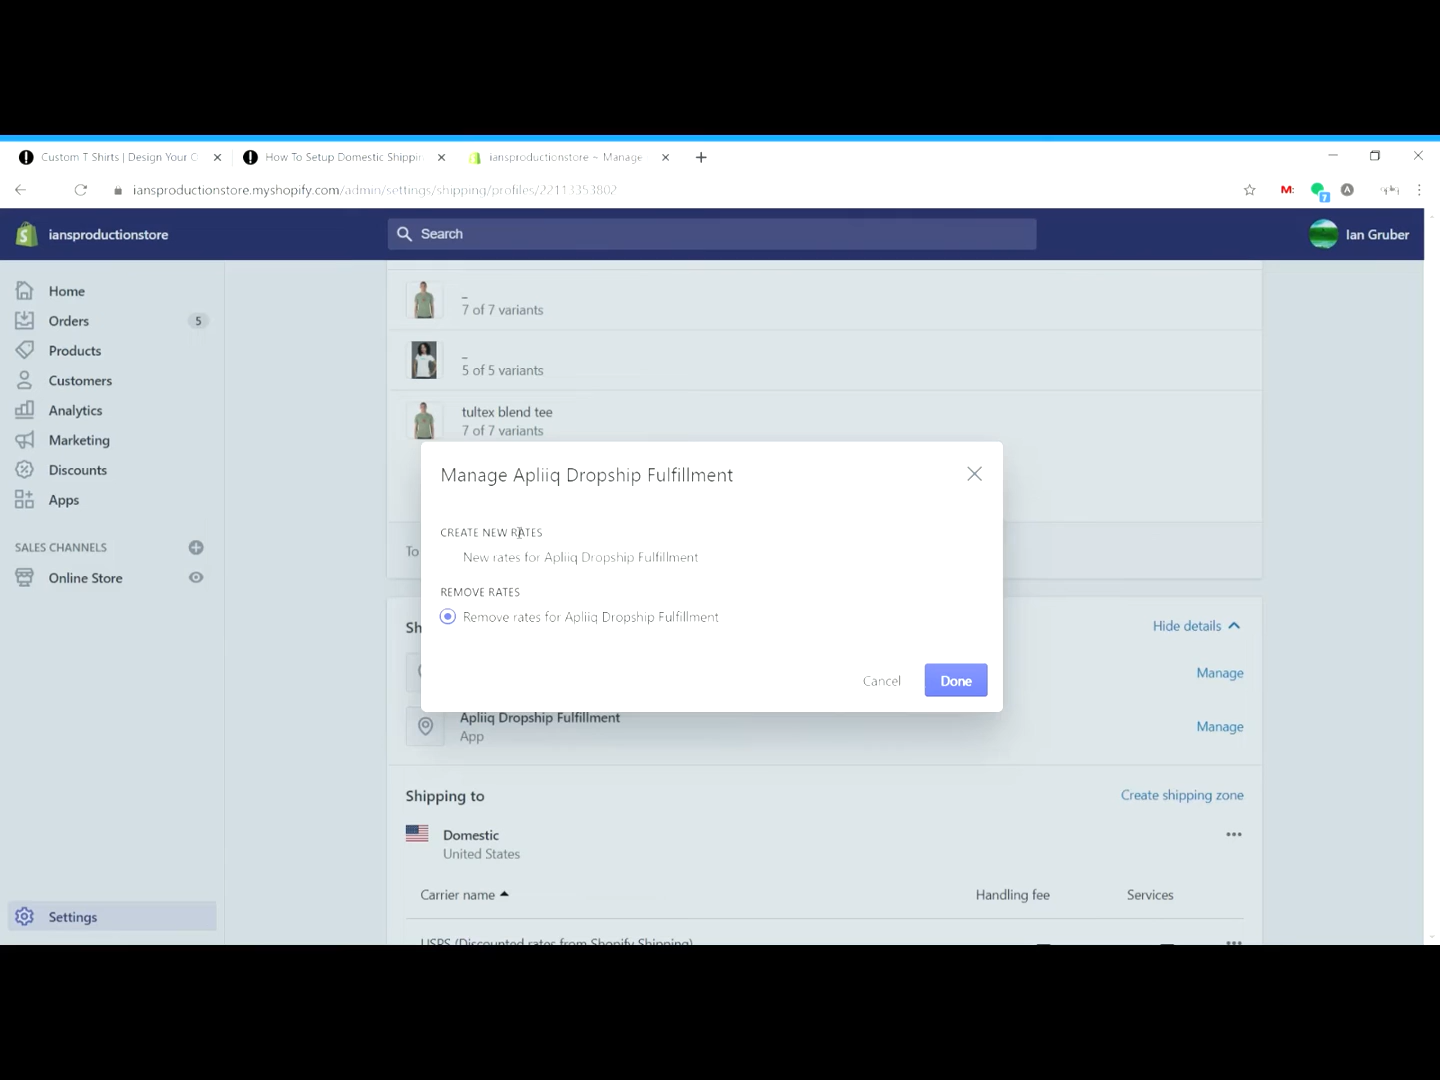 Custom T Shirts | Design Your
How To Setup Domestic Shippin
iansproductionstore ~ Manage
iansproductionstore.myshopify.com/admin/settings/shipping/profiles/22113353802
M:
7
A
iansproductionstore
Search
Ian Gruber
Home
Orders
5
Products
Customers
Analytics
Marketing
Discounts
Apps
SALES CHANNELS
Online Store
Settings
–
7 of 7 variants
–
5 of 5 variants
tultex blend tee
7 of 7 variants
To
Manage Apliiq Dropship Fulfillment
CREATE NEW RATES
New rates for Apliiq Dropship Fulfillment
REMOVE RATES
Remove rates for Apliiq Dropship Fulfillment
Cancel
Done
Sh
Hide details
Manage
Apliiq Dropship Fulfillment
App
Manage
Shipping to
Create shipping zone
Domestic
United States
Carrier name
Handling fee
Services
USPS (Discounted rates from Shopify Shipping)